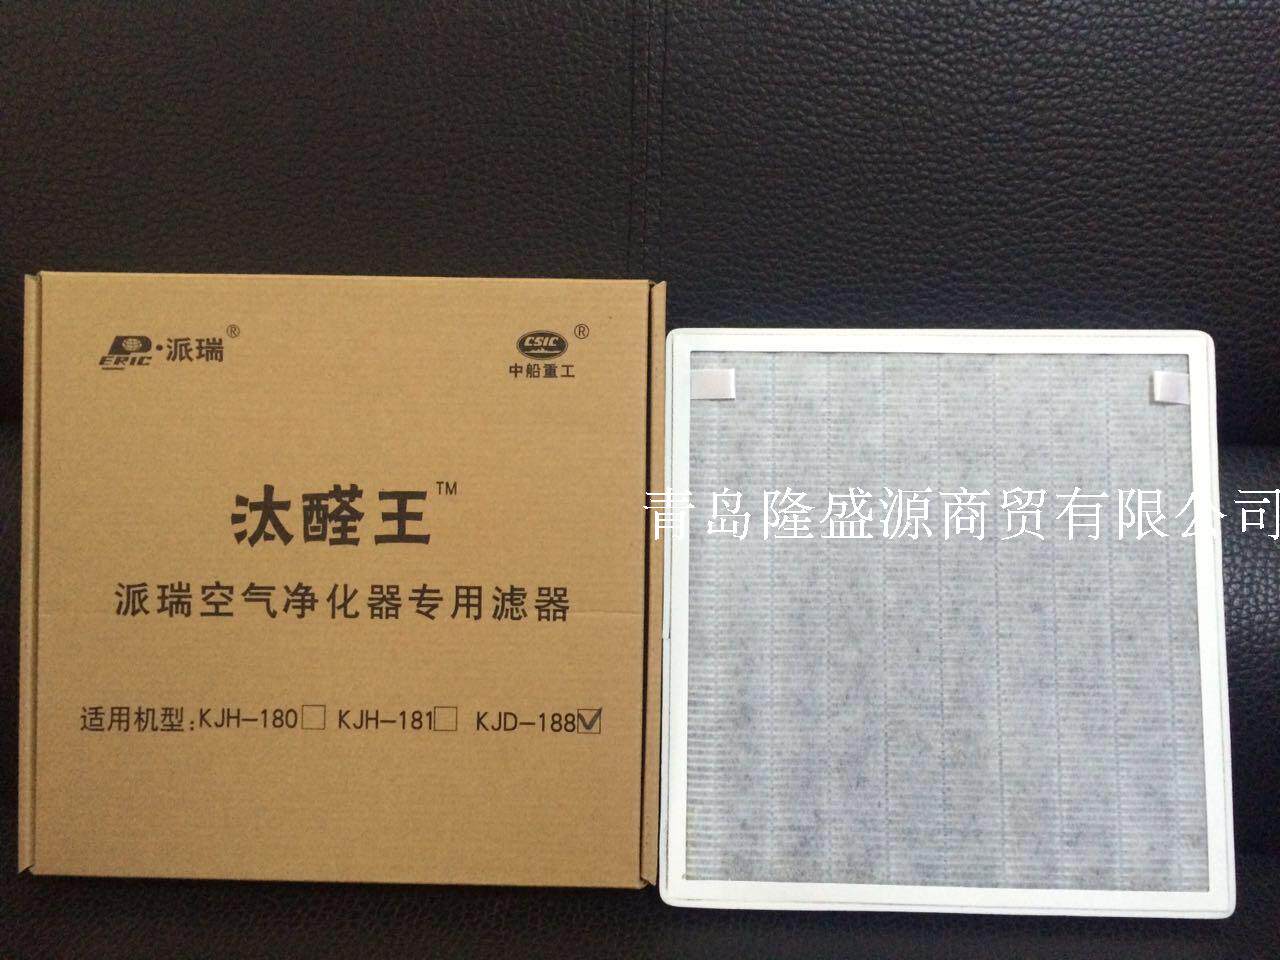 PERIC·派瑞®
CSIC®
中船重工
汰醛王™
派瑞空气净化器专用滤器
适用机型:KJH-180□ KJH-181□ KJD-188☑
青岛隆盛源商贸有限公司